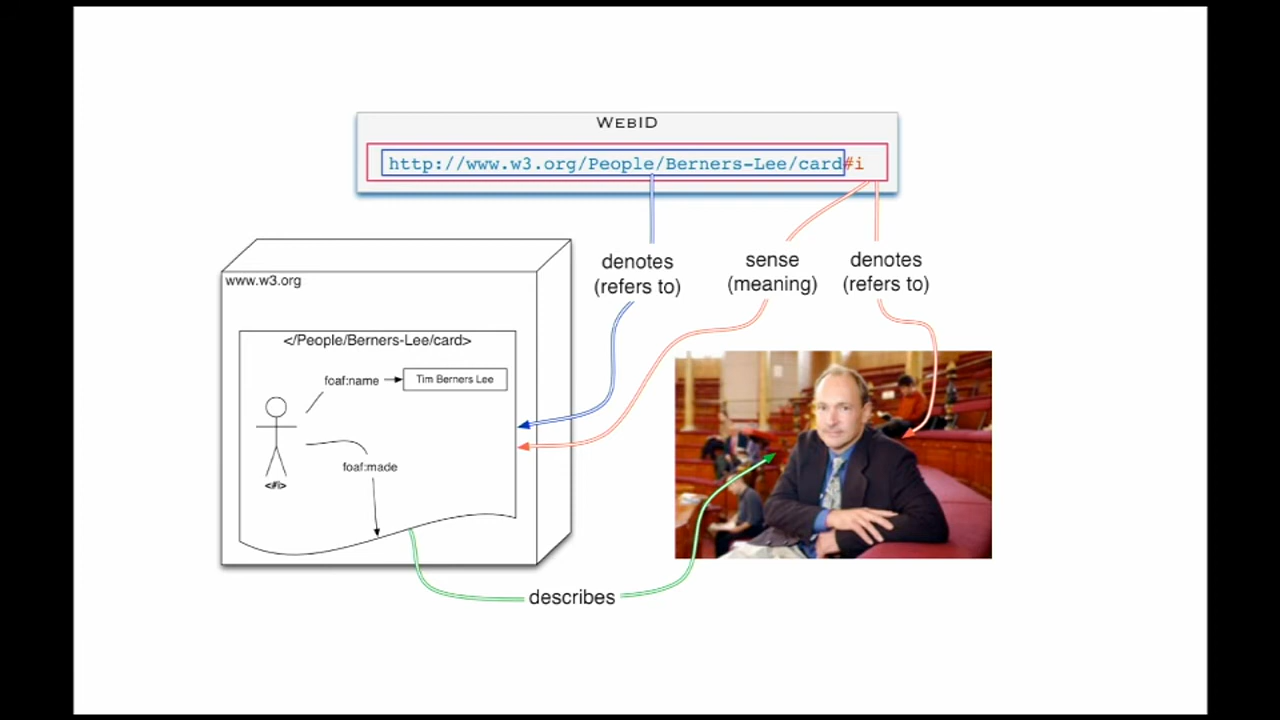 WEBID
http://www.w3.org/People/Berners-Lee/card#i
denotes
(refers to)
sense
(meaning)
denotes
(refers to)
www.w3.org
</People/Berners-Lee/card>
foaf:name
Tim Berners Lee
foaf:made
<#i>
describes